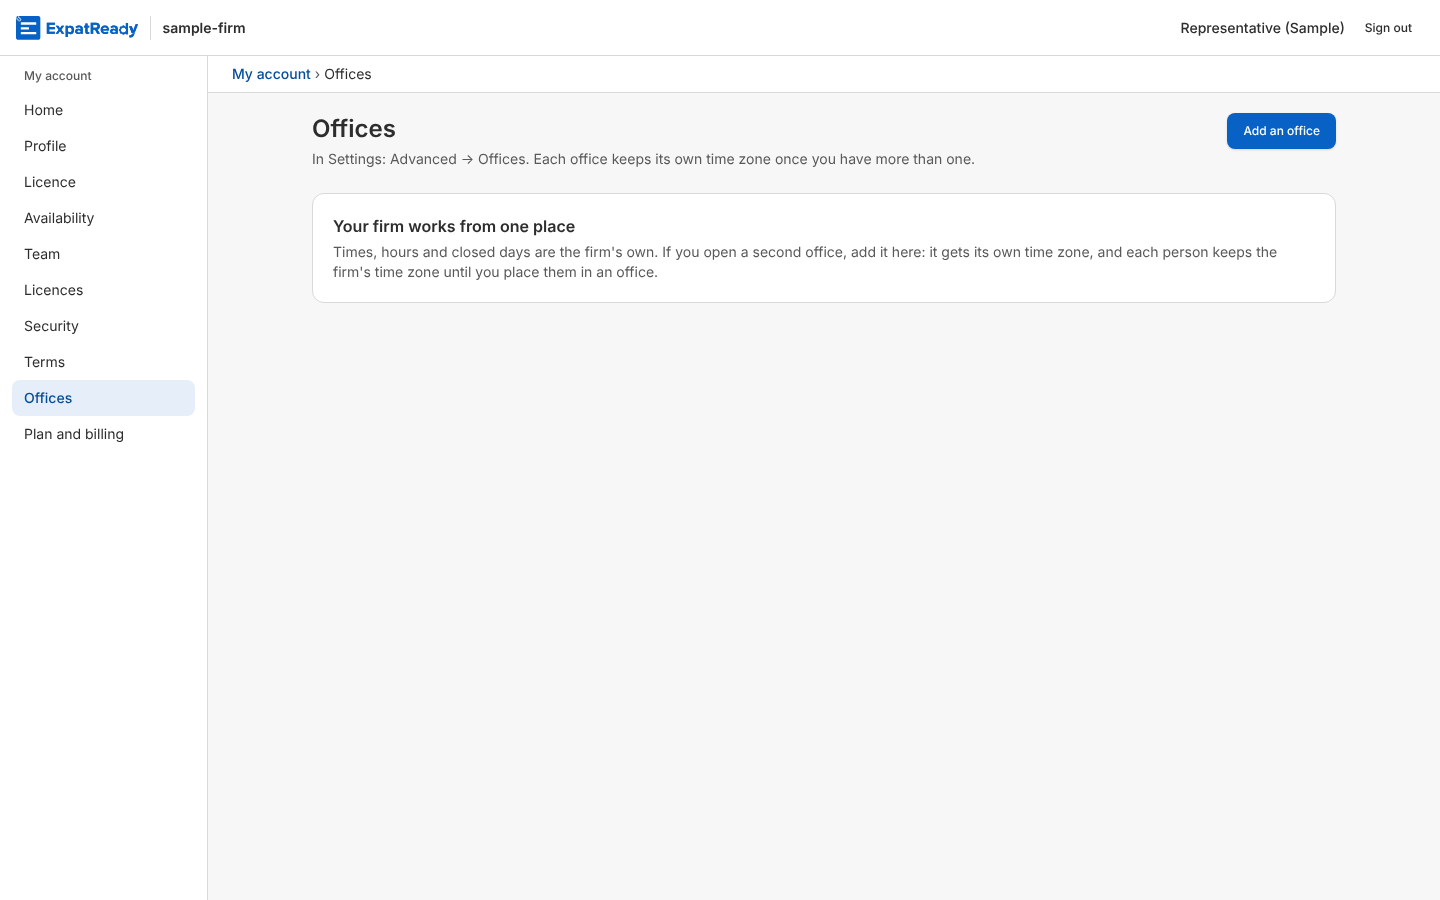 ExpatReady
sample-firm
Representative (Sample)
Sign out
My account
Home
Profile
Licence
Availability
Team
Licences
Security
Terms
Offices
Plan and billing
My account › Offices
Offices
Add an office
In Settings: Advanced → Offices. Each office keeps its own time zone once you have more than one.
Your firm works from one place
Times, hours and closed days are the firm's own. If you open a second office, add it here: it gets its own time zone, and each person keeps the
firm's time zone until you place them in an office.